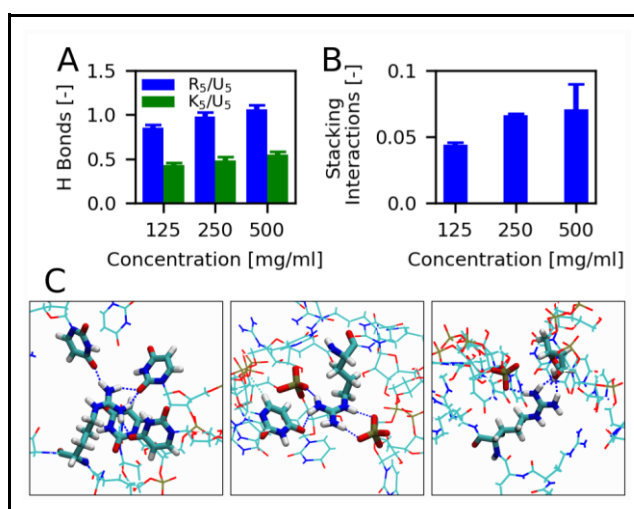 A
H Bonds [-]
1.5
1.0
0.5
0.0
R₅/U₅
K₅/U₅
125 250 500
Concentration [mg/ml]
B
Stacking
Interactions [-]
0.1
0.05
0.0
125 250 500
Concentration [mg/ml]
C